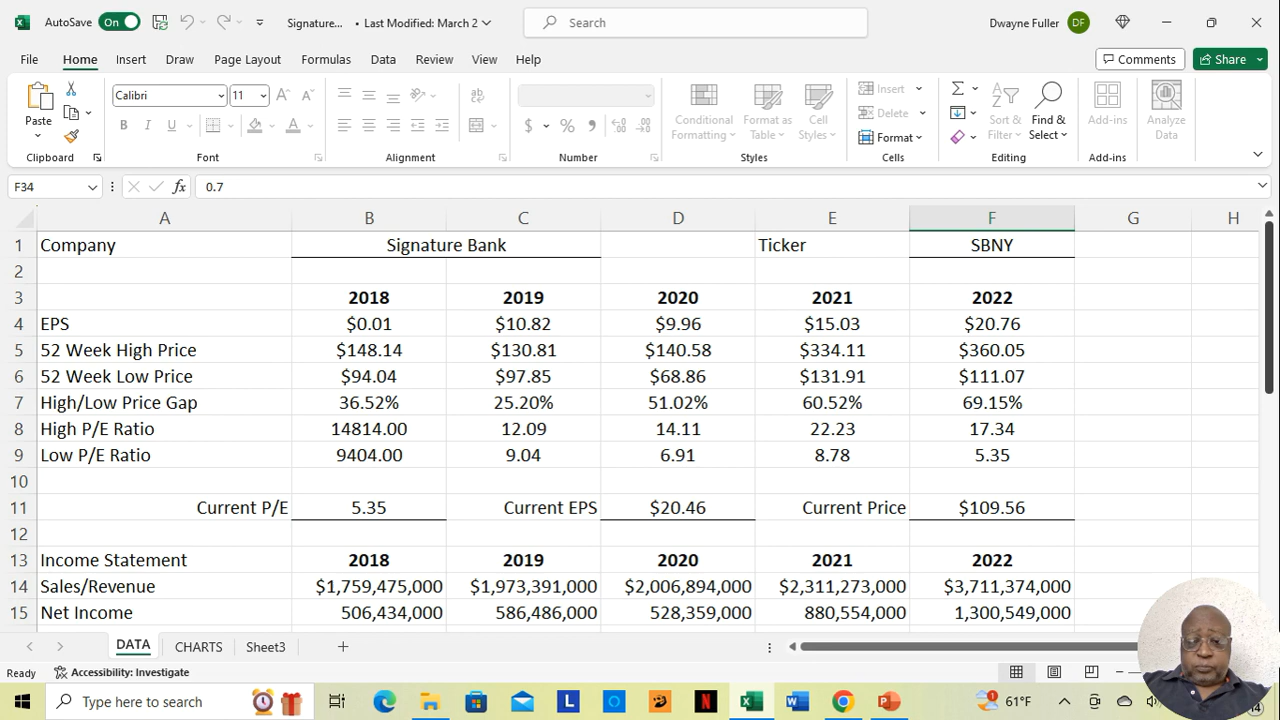 AutoSave On Signature... • Last Modified: March 2 Search Dwayne Fuller DF
File Home Insert Draw Page Layout Formulas Data Review View Help Comments Share
Paste Calibri 11 Conditional Formatting Format as Table Cell Styles Insert Delete Format Sort & Filter Find & Select Add-ins Analyze Data
Clipboard Font Alignment Number Styles Cells Editing Add-ins
F34 fx 0.7
A B C D E F G H
1 Company Signature Bank Ticker SBNY
2
3 2018 2019 2020 2021 2022
4 EPS $0.01 $10.82 $9.96 $15.03 $20.76
5 52 Week High Price $148.14 $130.81 $140.58 $334.11 $360.05
6 52 Week Low Price $94.04 $97.85 $68.86 $131.91 $111.07
7 High/Low Price Gap 36.52% 25.20% 51.02% 60.52% 69.15%
8 High P/E Ratio 14814.00 12.09 14.11 22.23 17.34
9 Low P/E Ratio 9404.00 9.04 6.91 8.78 5.35
10
11 Current P/E 5.35 Current EPS $20.46 Current Price $109.56
12
13 Income Statement 2018 2019 2020 2021 2022
14 Sales/Revenue $1,759,475,000 $1,973,391,000 $2,006,894,000 $2,311,273,000 $3,711,374,000
15 Net Income 506,434,000 586,486,000 528,359,000 880,554,000 1,300,549,000
DATA CHARTS Sheet3
Ready Accessibility: Investigate
Type here to search 61°F